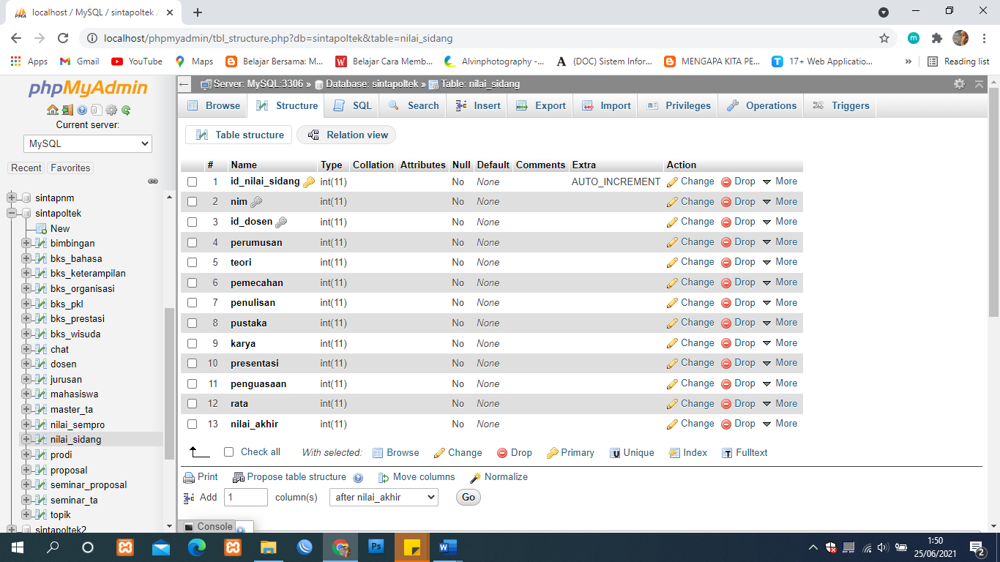 localhost / MySQL / sintapoltek /
localhost/phpmyadmin/tbl_structure.php?db=sintapoltek&table=nilai_sidang
Apps Gmail YouTube Maps Belajar Bersama: M... Belajar Cara Memb... Alvinphotography -... (DOC) Sistem Infor... MENGAPA KITA PE... 17+ Web Applicatio... » Reading list
phpMyAdmin
Current server:
MySQL
Recent Favorites
sintapnm
sintapoltek
New
bimbingan
bks_bahasa
bks_keterampilan
bks_organisasi
bks_pkl
bks_prestasi
bks_wisuda
chat
dosen
jurusan
mahasiswa
master_ta
nilai_sempro
nilai_sidang
prodi
proposal
seminar_proposal
seminar_ta
topik
sintapoltek2
Server: MySQL:3306 » Database: sintapoltek » Table: nilai_sidang
Browse Structure SQL Search Insert Export Import Privileges Operations Triggers
Table structure Relation view
# Name Type Collation Attributes Null Default Comments Extra Action
1 id_nilai_sidang int(11) No None AUTO_INCREMENT Change Drop More
2 nim int(11) No None Change Drop More
3 id_dosen int(11) No None Change Drop More
4 perumusan int(11) No None Change Drop More
5 teori int(11) No None Change Drop More
6 pemecahan int(11) No None Change Drop More
7 penulisan int(11) No None Change Drop More
8 pustaka int(11) No None Change Drop More
9 karya int(11) No None Change Drop More
10 presentasi int(11) No None Change Drop More
11 penguasaan int(11) No None Change Drop More
12 rata int(11) No None Change Drop More
13 nilai_akhir int(11) No None Change Drop More
Check all With selected: Browse Change Drop Primary Unique Index Fulltext
Print Propose table structure Move columns Normalize
Add 1 column(s) after nilai_akhir Go
Console
1:50
25/06/2021
2